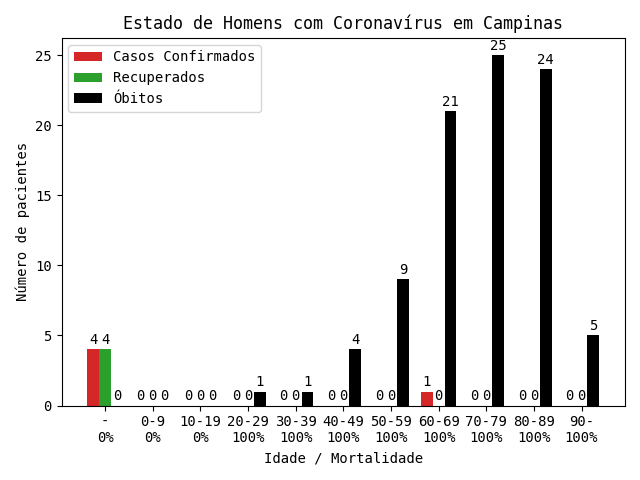 Estado de Homens com Coronavírus em Campinas
Casos Confirmados
Recuperados
Óbitos
Número de pacientes
25
20
15
10
5
0
4 4 0
0 0 0
0 0 0
0 0 1
0 0 1
0 0 4
0 0 9
1 0 21
0 0 25
0 0 24
0 0 5
- 0-9 10-19 20-29 30-39 40-49 50-59 60-69 70-79 80-89 90-
0% 0% 0% 100% 100% 100% 100% 100% 100% 100% 100%
Idade / Mortalidade